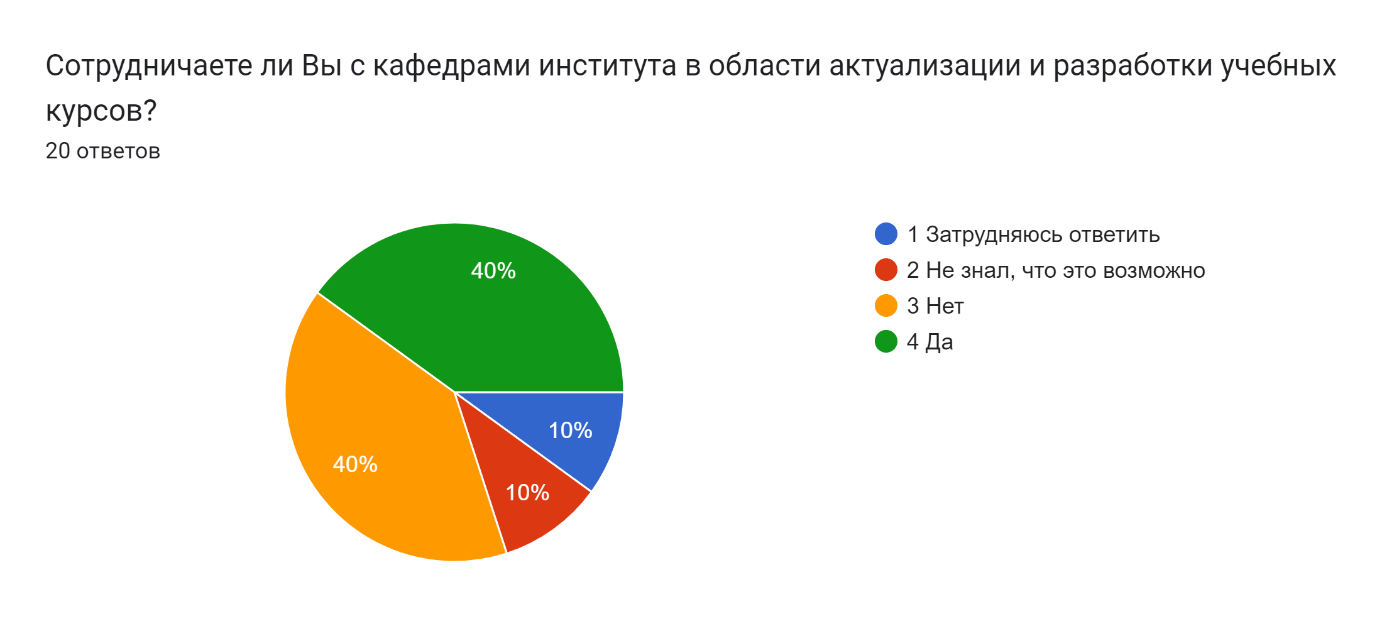 Сотрудничаете ли Вы с кафедрами института в области актуализации и разработки учебных
курсов?
20 ответов
1 Затрудняюсь ответить
2 Не знал, что это возможно
3 Нет
4 Да
40%
10%
40%
10%